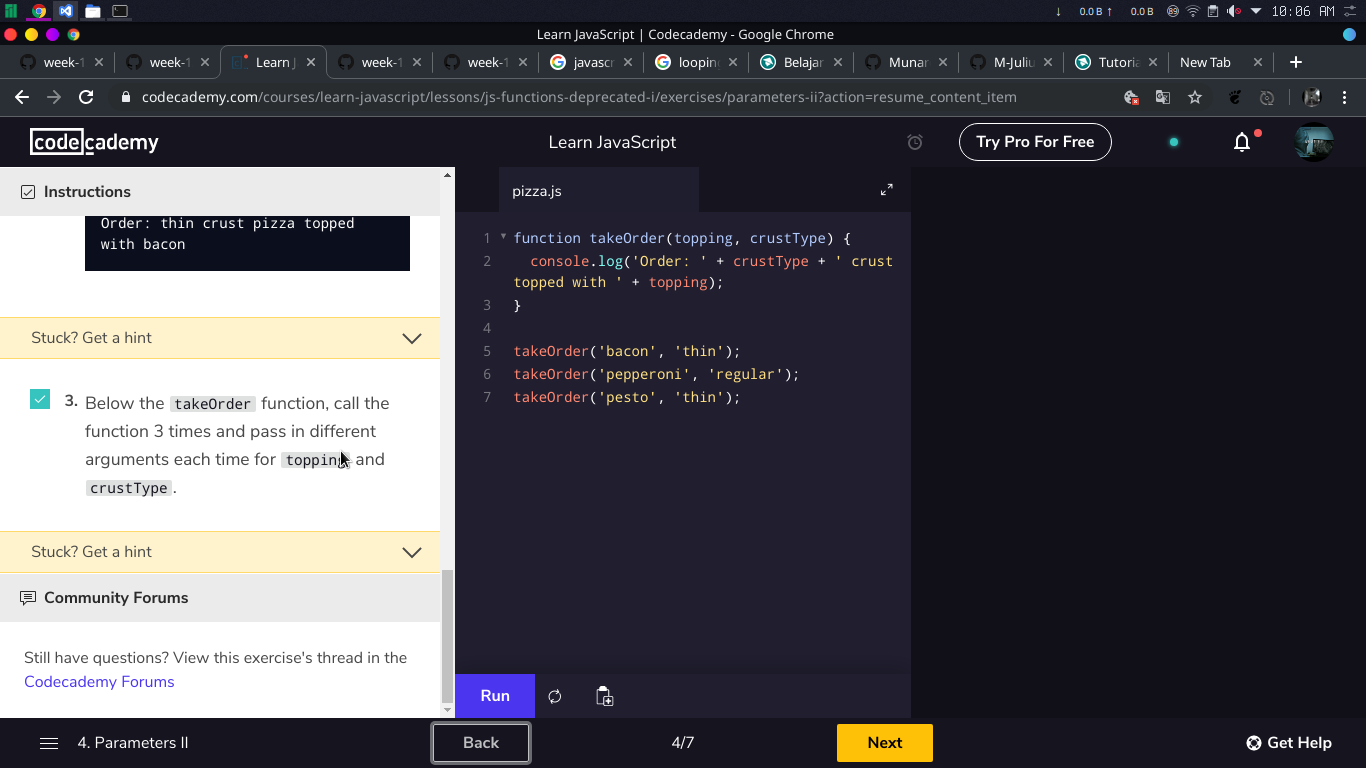 ↓ 0.0 B ↑ 0.0 B 10:06 AM
Learn JavaScript | Codecademy - Google Chrome
week-1
week-1
Learn J
week-1
week-1
javascr
looping
Belajar
Munar
M-Juliu
Tutoria
New Tab
codecademy.com/courses/learn-javascript/lessons/js-functions-deprecated-i/exercises/parameters-ii?action=resume_content_item
codecademy
Learn JavaScript
Try Pro For Free
Instructions
Order: thin crust pizza topped
with bacon
Stuck? Get a hint
3. Below the takeOrder function, call the
function 3 times and pass in different
arguments each time for topping and
crustType.
Stuck? Get a hint
Community Forums
Still have questions? View this exercise's thread in the
Codecademy Forums
pizza.js
1 function takeOrder(topping, crustType) {
2 console.log('Order: ' + crustType + ' crust
topped with ' + topping);
3 }
4
5 takeOrder('bacon', 'thin');
6 takeOrder('pepperoni', 'regular');
7 takeOrder('pesto', 'thin');
Run
4. Parameters II
Back
4/7
Next
Get Help